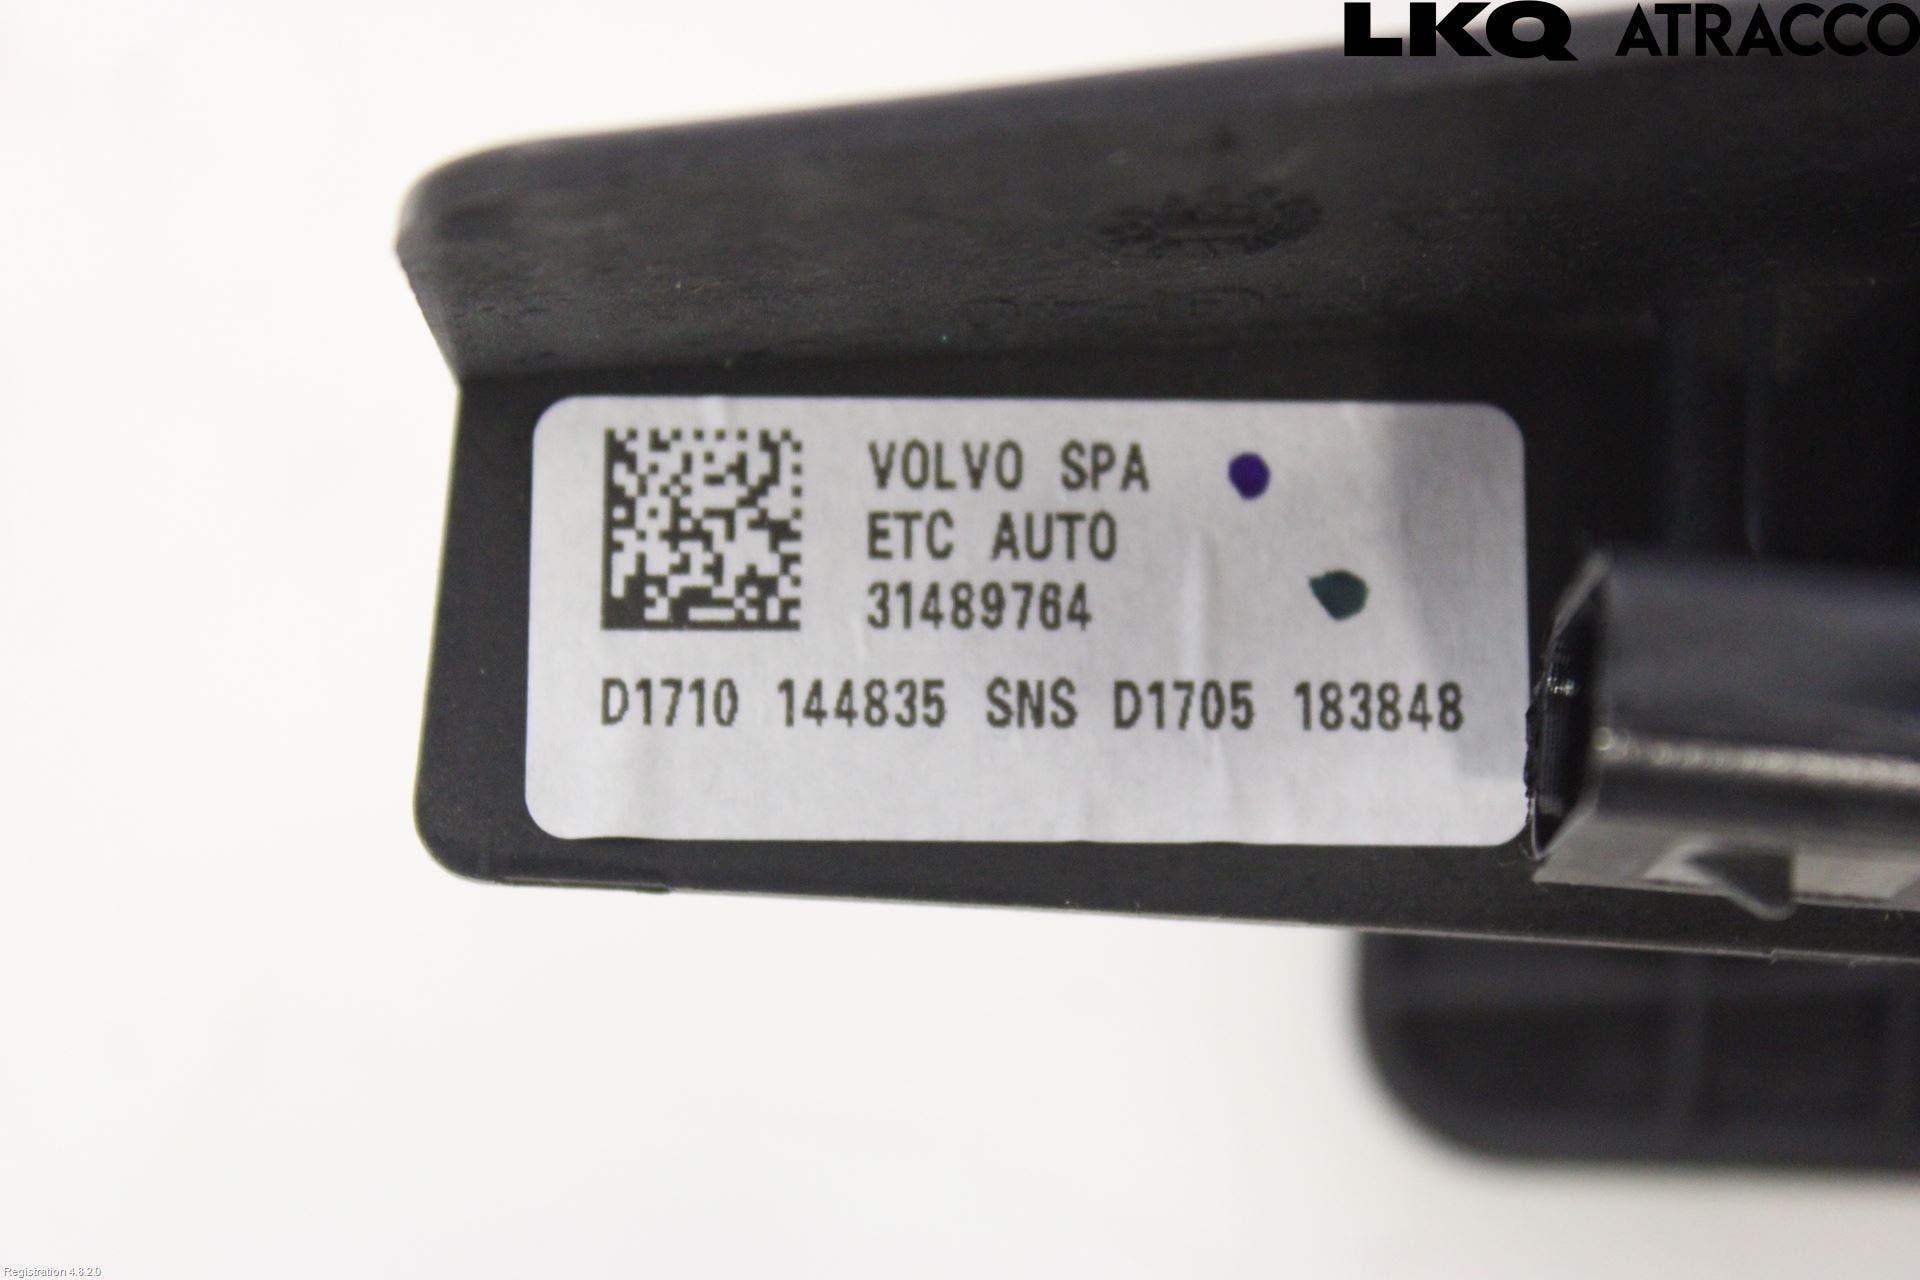 LKQ ATRACCO
VOLVO SPA
ETC AUTO
31489764
D1710 144835 SNS D1705 183848
Registration 4.8.2.0